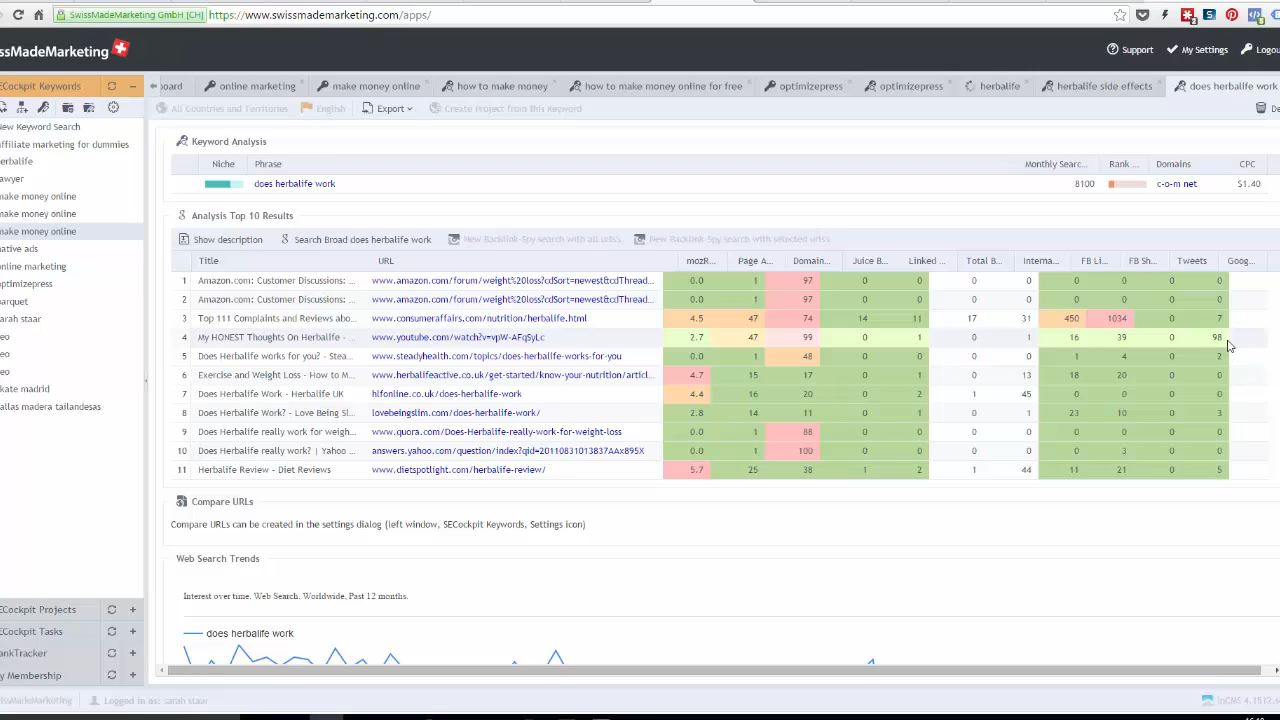 SwissMadeMarketing GmbH [CH] https://www.swissmademarketing.com/apps/
ssMadeMarketing
Support My Settings Logou
ECockpit Keywords
oard online marketing make money online how to make money how to make money online for free optimizepress optimizepress herbalife herbalife side effects does herbalife work
All Countries and Territories English Export Create Project from this Keyword De
New Keyword Search
affiliate marketing for dummies
herbalife
awyer
make money online
make money online
make money online
native ads
online marketing
optimizepress
parquet
sarah staar
eo
eo
eo
kate madrid
allas madera tailandesas
Keyword Analysis
Niche Phrase Monthly Searc... Rank ... Domains CPC
does herbalife work 8100 c-o-m net $1.40
Analysis Top 10 Results
Show description Search Broad does herbalife work New Backlink-Spy search with all urls New Backlink-Spy search with selected urls
Title URL mozR... Page A... Domain... Juice B... Linked ... Total B... Interna... FB Li... FB Sh... Tweets Goog...
1 Amazon.com: Customer Discussions: ... www.amazon.com/forum/weight%20loss?cdSort=newest&cdThread... 0.0 1 97 0 0 0 0 0 0 0 0
2 Amazon.com: Customer Discussions: ... www.amazon.com/forum/weight%20loss?cdSort=newest&cdThread... 0.0 1 97 0 0 0 0 0 0 0 0
3 Top 111 Complaints and Reviews abo... www.consumeraffairs.com/nutrition/herbalife.html 4.5 47 74 14 11 17 31 450 1034 0 7
4 My HONEST Thoughts On Herbalife - ... www.youtube.com/watch?v=vpW-AFqSyLc 2.7 47 99 0 1 0 1 16 39 0 98
5 Does Herbalife works for you? - Stea... www.steadyhealth.com/topics/does-herbalife-works-for-you 0.0 1 48 0 0 0 0 1 4 0 2
6 Exercise and Weight Loss - How to M... www.herbalifeactive.co.uk/get-started/know-your-nutrition/articl... 4.7 15 17 0 1 0 13 18 20 0 0
7 Does Herbalife Work - Herbalife UK hlfonline.co.uk/does-herbalife-work 4.4 16 20 0 2 1 45 0 0 0 0
8 Does Herbalife Work? - Love Being Sl... lovebeingslim.com/does-herbalife-work/ 2.8 14 11 0 1 0 1 23 10 0 3
9 Does Herbalife really work for weigh... www.quora.com/Does-Herbalife-really-work-for-weight-loss 0.0 1 88 0 0 0 0 0 0 0 0
10 Does Herbalife really work? | Yahoo ... answers.yahoo.com/question/index?qid=20110831013837AAx895X 0.0 1 100 0 0 0 0 0 3 0 0
11 Herbalife Review - Diet Reviews www.dietspotlight.com/herbalife-review/ 5.7 25 38 1 2 1 44 11 21 0 5
Compare URLs
Compare URLs can be created in the settings dialog (left window, SECockpit Keywords, Settings icon)
Web Search Trends
Interest over time. Web Search. Worldwide, Past 12 months.
does herbalife work
ECockpit Projects
ECockpit Tasks
ankTracker
y Membership
issMadeMarketing Logged in as: sarah staar inCMS 4.1512.s